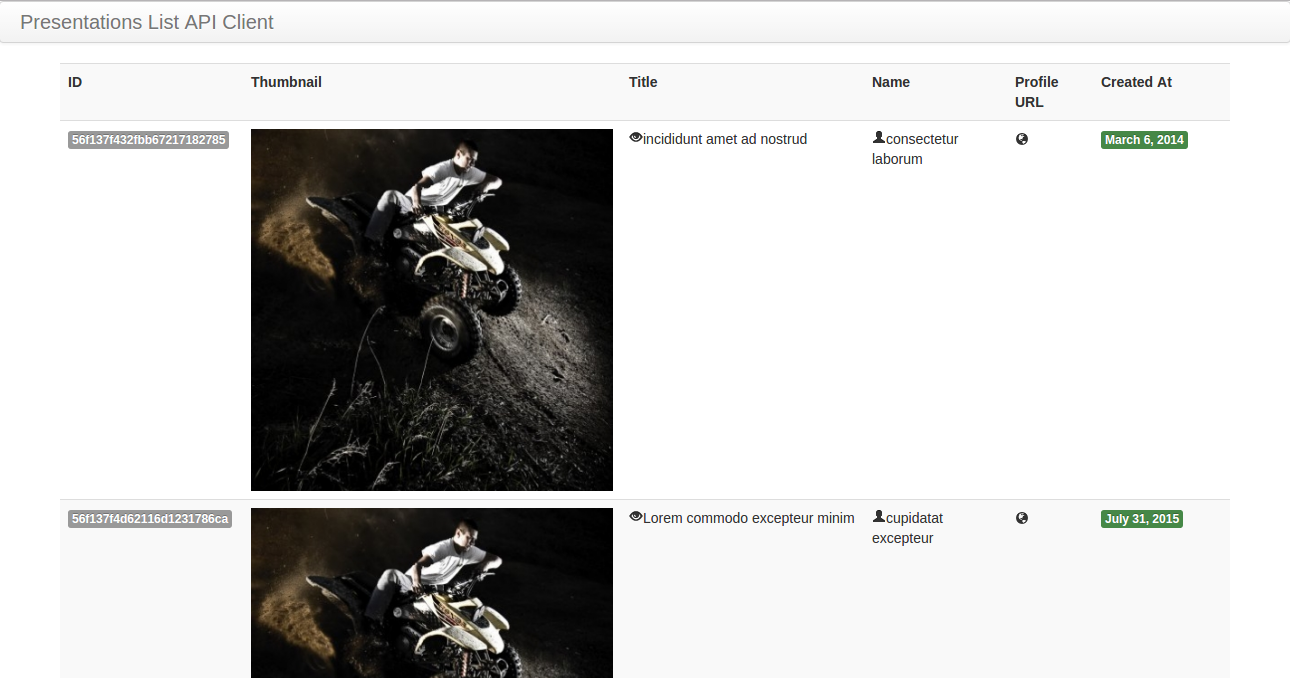 Presentations List API Client
ID Thumbnail Title Name Profile URL Created At
56f137f432fbb67217182785 incididunt amet ad nostrud consectetur laborum March 6, 2014
56f137f4d62116d1231786ca Lorem commodo excepteur minim cupidatat excepteur July 31, 2015